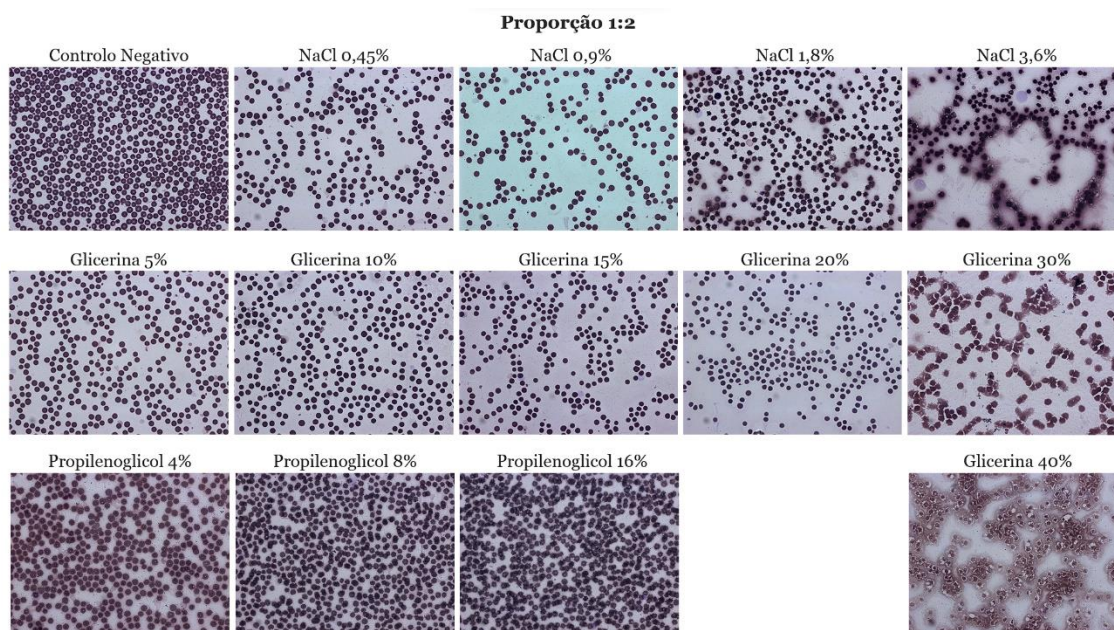 Proporção 1:2
Controlo Negativo
NaCl 0,45%
NaCl 0,9%
NaCl 1,8%
NaCl 3,6%
Glicerina 5%
Glicerina 10%
Glicerina 15%
Glicerina 20%
Glicerina 30%
Propilenoglicol 4%
Propilenoglicol 8%
Propilenoglicol 16%
Glicerina 40%